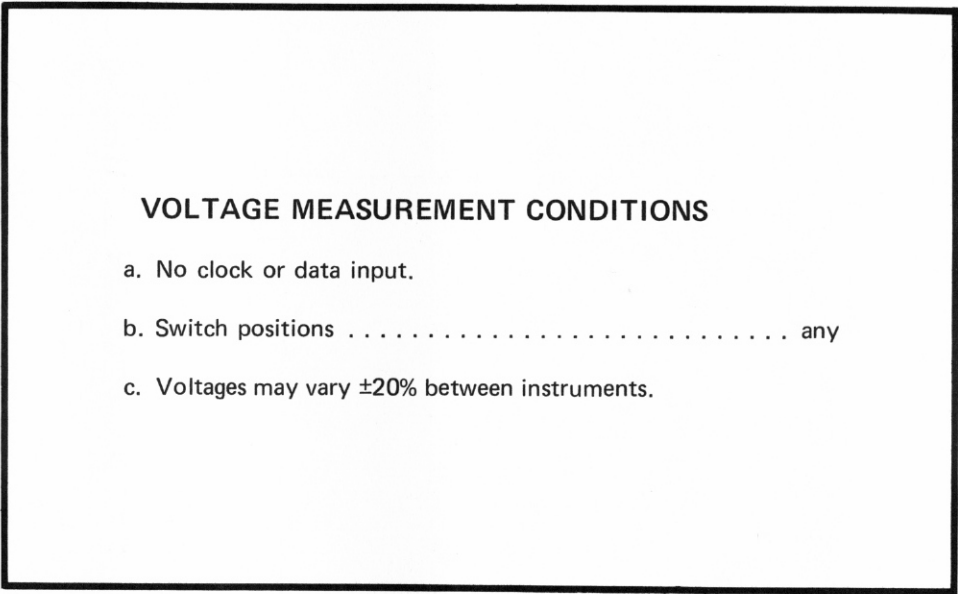 VOLTAGE MEASUREMENT CONDITIONS
a. No clock or data input.
b. Switch positions . . . . . . . . . . . . . . . . . . . . . . . . . . . . any
c. Voltages may vary ±20% between instruments.